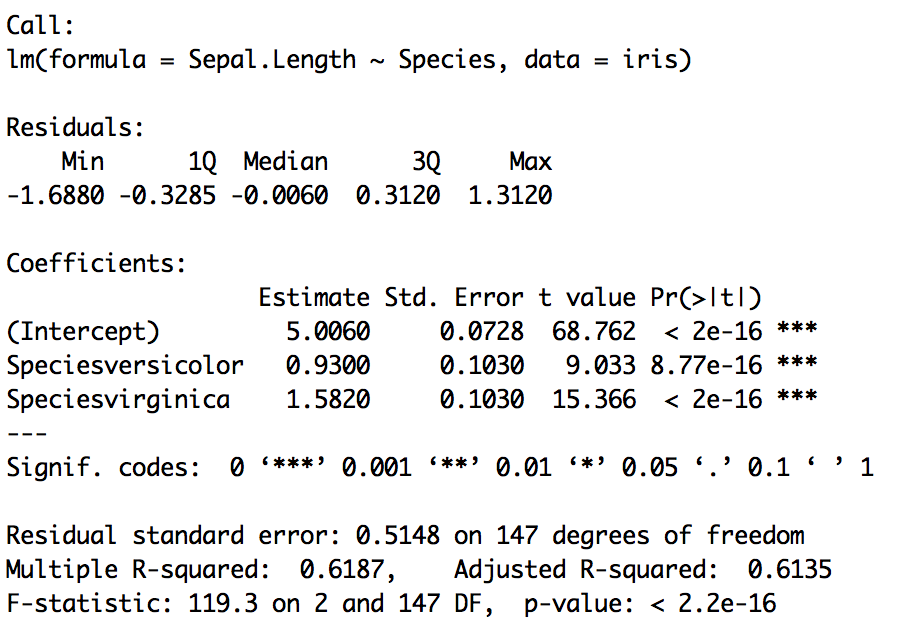 Call:
lm(formula = Sepal.Length ~ Species, data = iris)
Residuals:
    Min      1Q  Median      3Q     Max
-1.6880 -0.3285 -0.0060  0.3120  1.3120
Coefficients:
                  Estimate Std. Error t value Pr(>|t|)
(Intercept)         5.0060     0.0728  68.762  < 2e-16 ***
Speciesversicolor   0.9300     0.1030   9.033 8.77e-16 ***
Speciesvirginica    1.5820     0.1030  15.366  < 2e-16 ***
---
Signif. codes:  0 ‘***’ 0.001 ‘**’ 0.01 ‘*’ 0.05 ‘.’ 0.1 ‘ ’ 1
Residual standard error: 0.5148 on 147 degrees of freedom
Multiple R-squared:  0.6187,    Adjusted R-squared:  0.6135
F-statistic: 119.3 on 2 and 147 DF,  p-value: < 2.2e-16